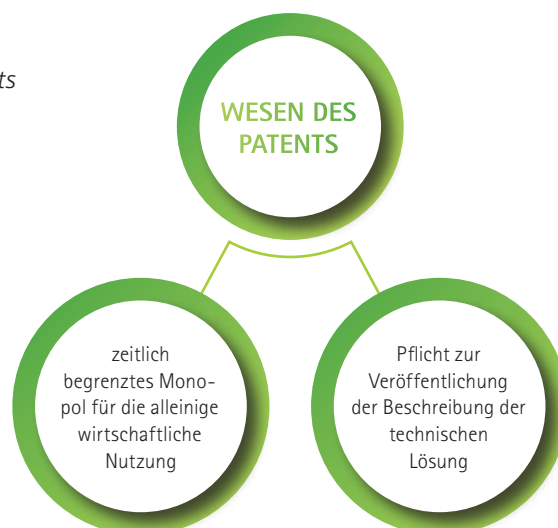 ts
WESEN DES
PATENTS
zeitlich
begrenztes Mono-
pol für die alleinige
wirtschaftliche
Nutzung
Pflicht zur
Veröffentlichung
der Beschreibung der
technischen
Lösung